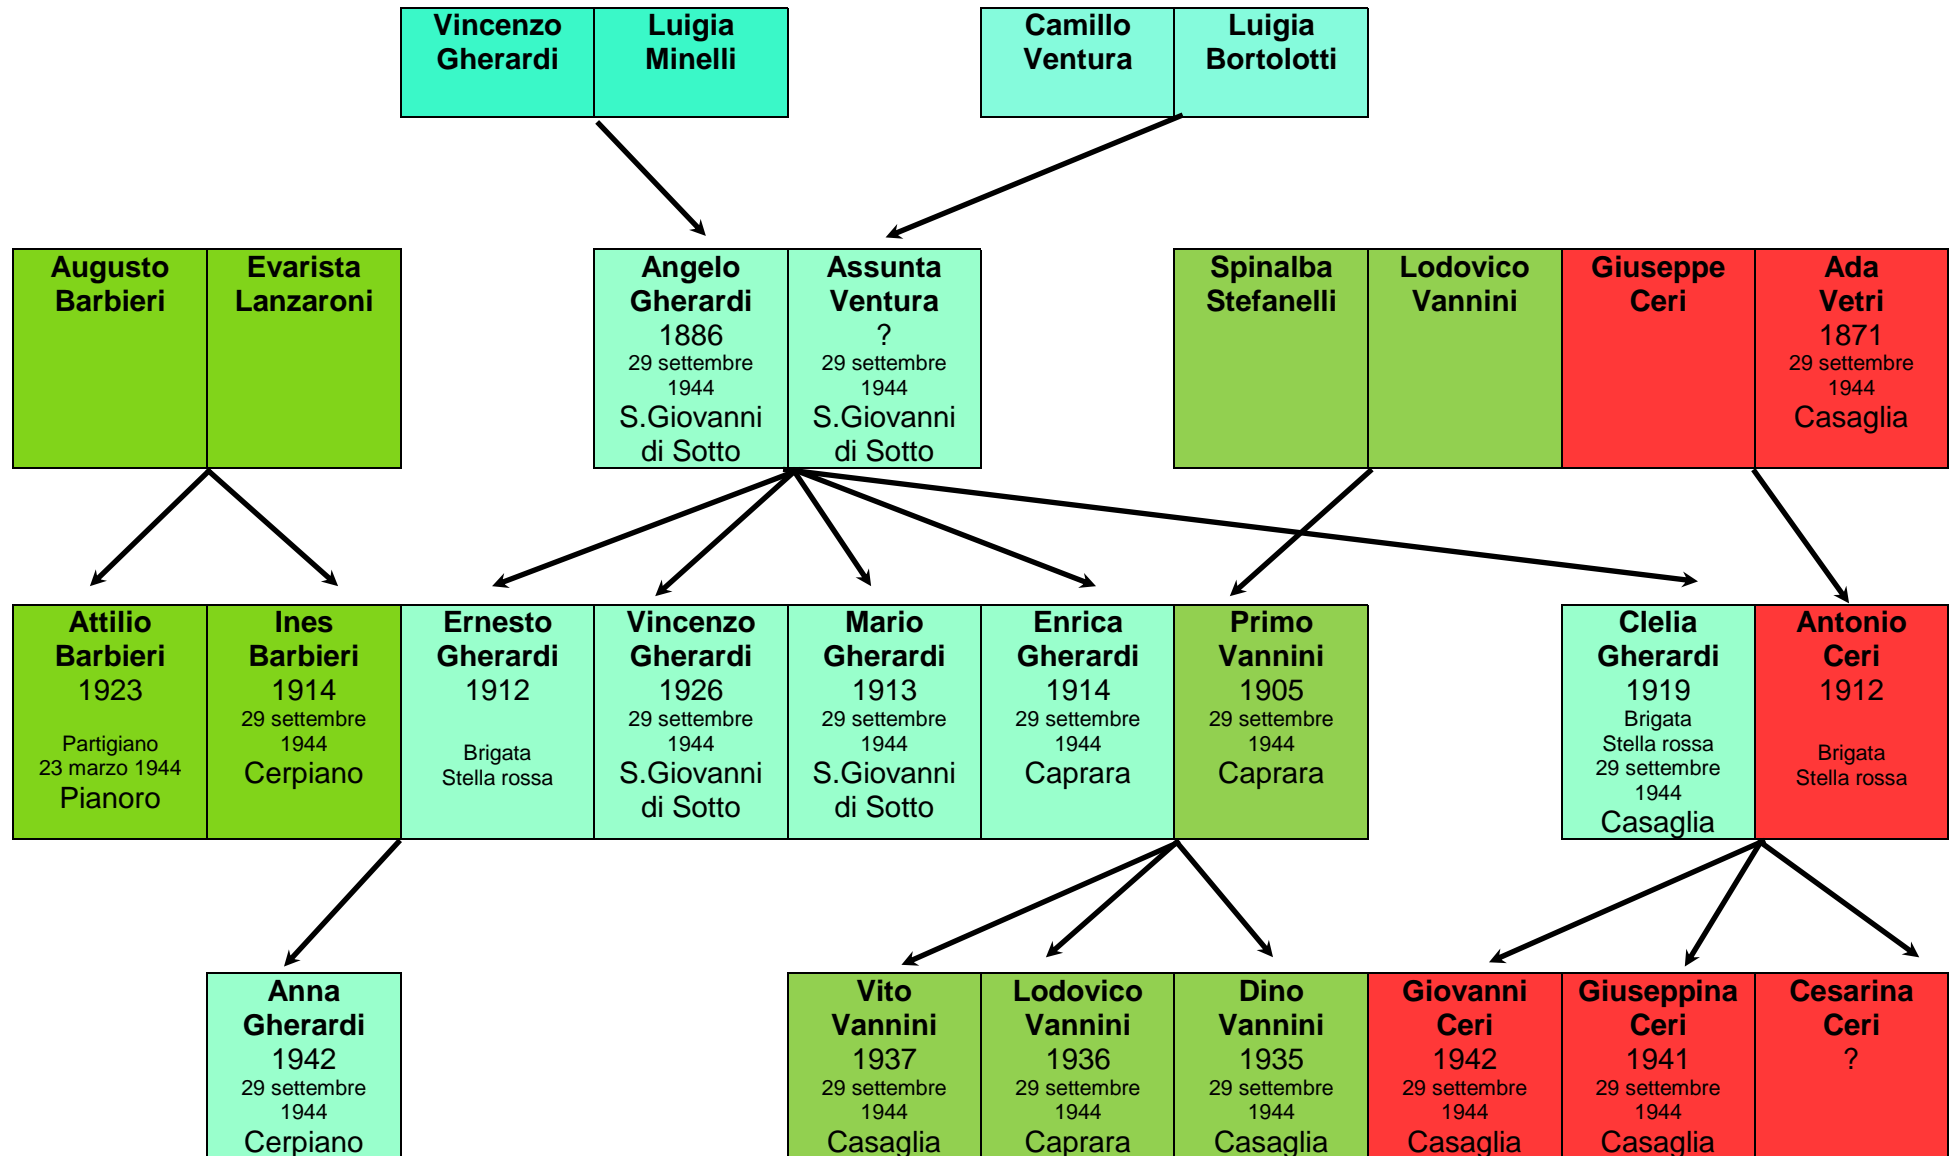 Vincenzo
Gherardi
Luigia
Minelli
Camillo
Ventura
Luigia
Bortolotti
Augusto
Barbieri
Evarista
Lanzaroni
Angelo
Gherardi
1886
29 settembre
1944
S.Giovanni
di Sotto
Assunta
Ventura
?
29 settembre
1944
S.Giovanni
di Sotto
Spinalba
Stefanelli
Lodovico
Vannini
Giuseppe
Ceri
Ada
Vetri
1871
29 settembre
1944
Casaglia
Attilio
Barbieri
1923
Partigiano
23 marzo 1944
Pianoro
Ines
Barbieri
1914
29 settembre
1944
Cerpiano
Ernesto
Gherardi
1912
Brigata
Stella rossa
Vincenzo
Gherardi
1926
29 settembre
1944
S.Giovanni
di Sotto
Mario
Gherardi
1913
29 settembre
1944
S.Giovanni
di Sotto
Enrica
Gherardi
1914
29 settembre
1944
Caprara
Primo
Vannini
1905
29 settembre
1944
Caprara
Clelia
Gherardi
1919
Brigata
Stella rossa
29 settembre
1944
Casaglia
Antonio
Ceri
1912
Brigata
Stella rossa
Anna
Gherardi
1942
29 settembre
1944
Cerpiano
Vito
Vannini
1937
29 settembre
1944
Casaglia
Lodovico
Vannini
1936
29 settembre
1944
Caprara
Dino
Vannini
1935
29 settembre
1944
Casaglia
Giovanni
Ceri
1942
29 settembre
1944
Casaglia
Giuseppina
Ceri
1941
29 settembre
1944
Casaglia
Cesarina
Ceri
?